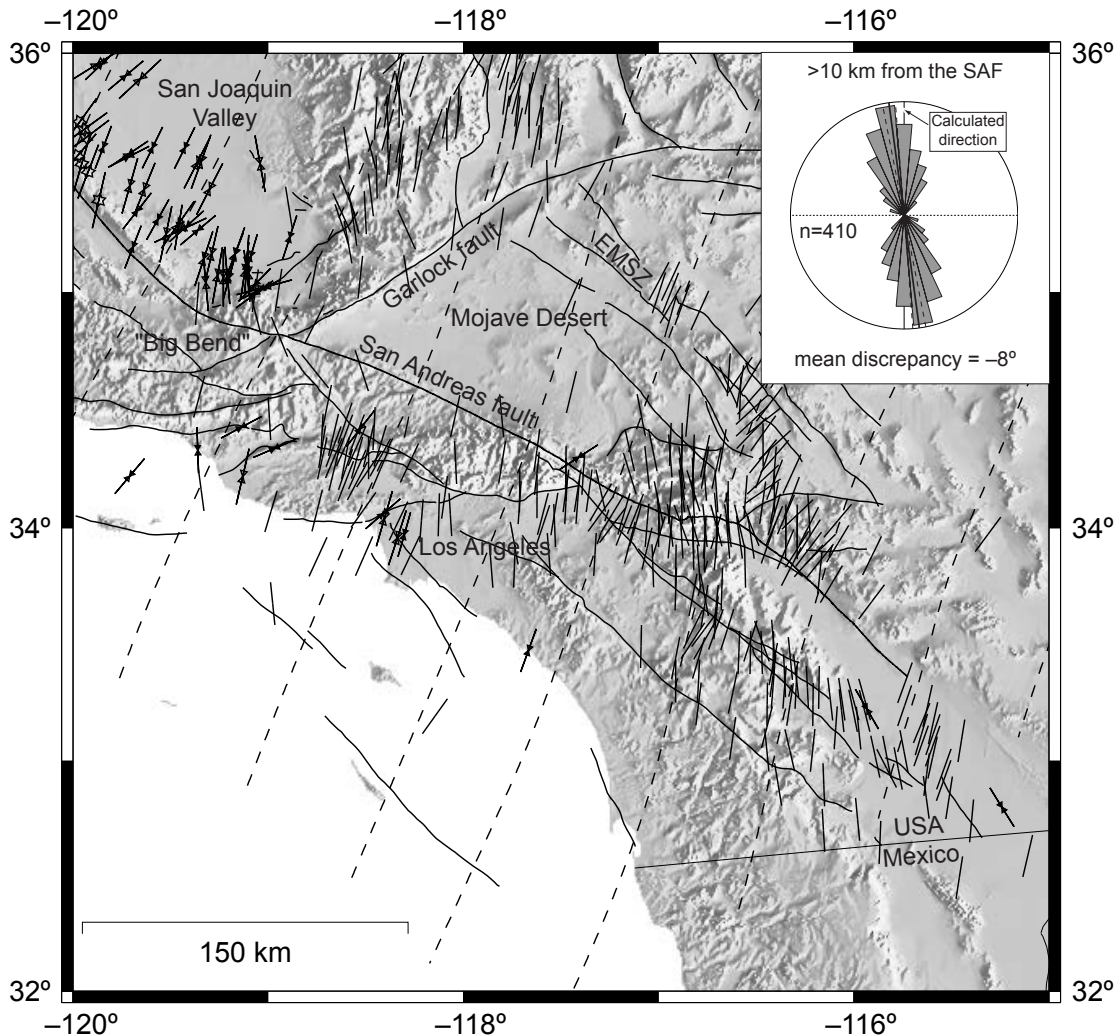 –120º
–118º
–116º
36º
36º
San Joaquin
Valley
>10 km from the SAF
Calculated
direction
n=410
mean discrepancy = –8º
Garlock fault
EMSZ
Mojave Desert
"Big Bend"
San Andreas fault
34º
34º
Los Angeles
USA
Mexico
150 km
32º
32º
–120º
–118º
–116º